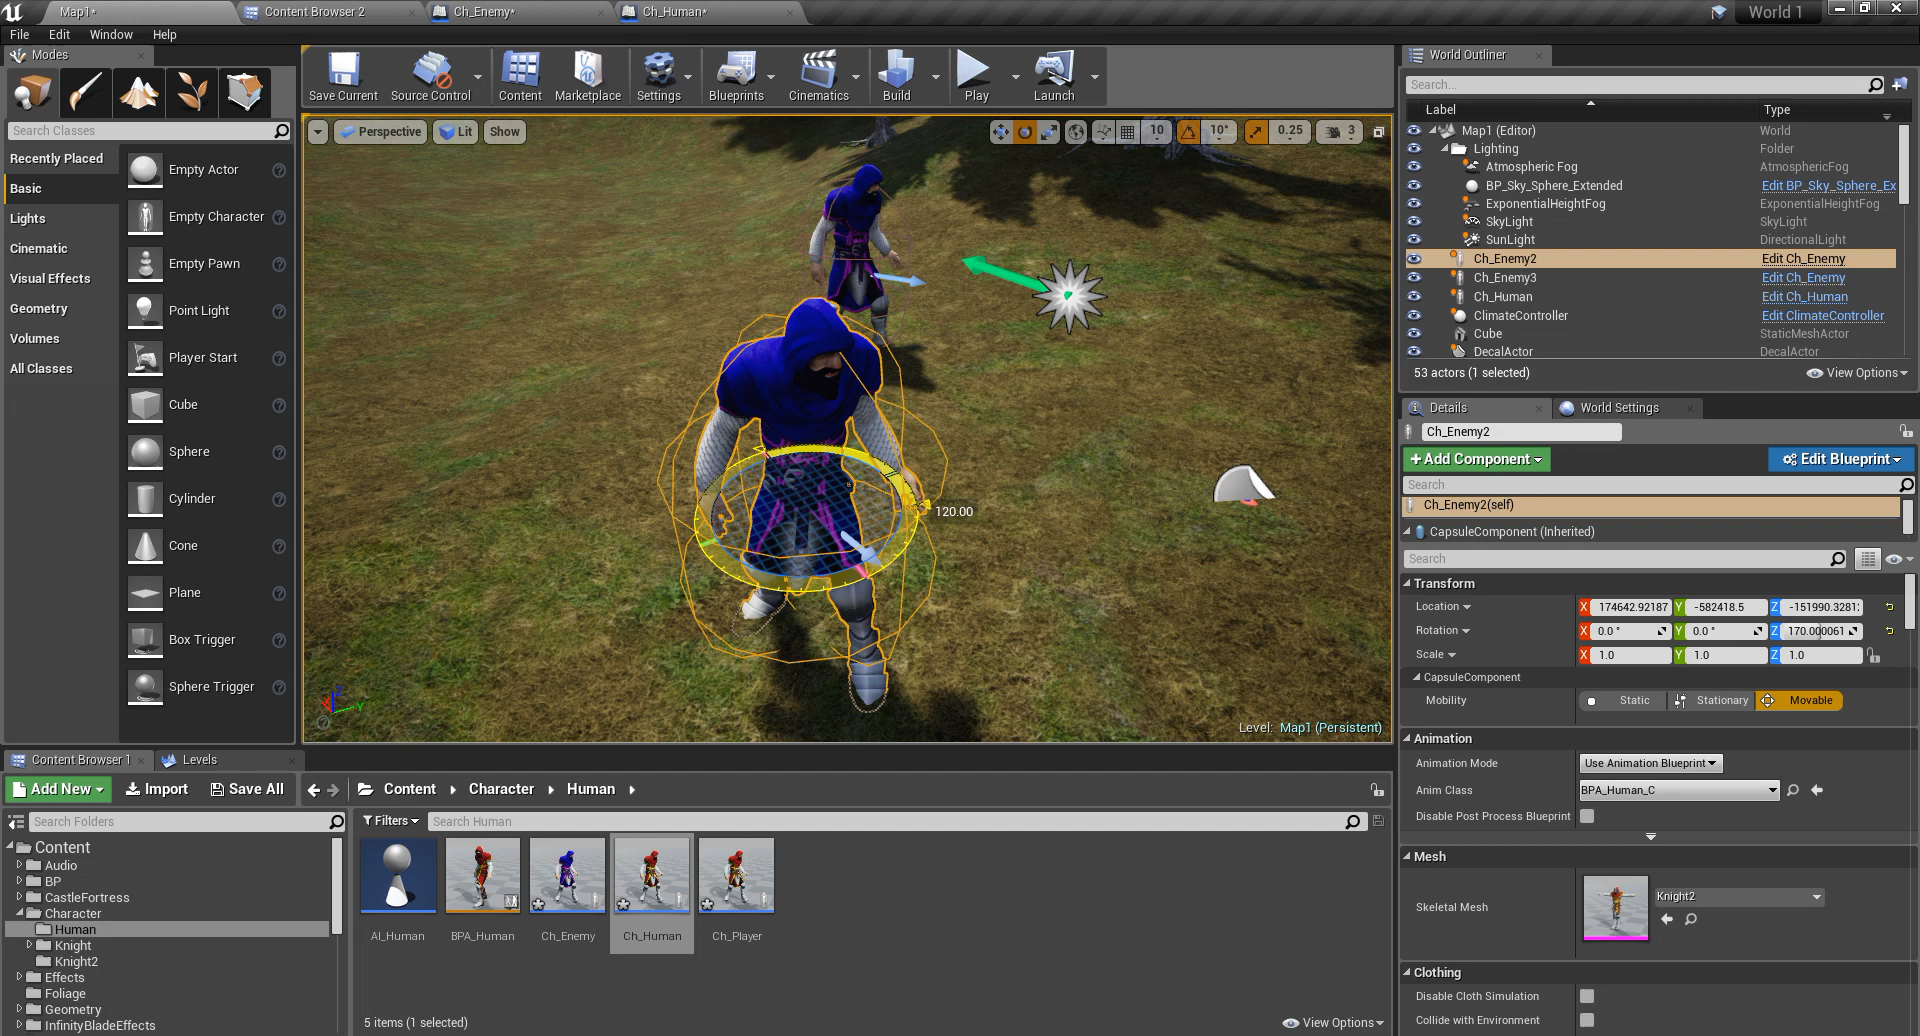 Map1*
Content Browser 2
Ch_Enemy*
Ch_Human*
World 1
File
Edit
Window
Help
Modes
Search Classes
Recently Placed
Basic
Lights
Cinematic
Visual Effects
Geometry
Volumes
All Classes
Empty Actor
Empty Character
Empty Pawn
Point Light
Player Start
Cube
Sphere
Cylinder
Cone
Plane
Box Trigger
Sphere Trigger
Save Current
Source Control
Content
Marketplace
Settings
Blueprints
Cinematics
Build
Play
Launch
Perspective
Lit
Show
10
10°
0.25
3
120.00
Z
Y
Level: Map1 (Persistent)
World Outliner
Search...
Label Type
Map1 (Editor) World
Lighting Folder
Atmospheric Fog AtmosphericFog
BP_Sky_Sphere_Extended Edit BP_Sky_Sphere_Ex
ExponentialHeightFog ExponentialHeightFog
SkyLight SkyLight
SunLight DirectionalLight
Ch_Enemy2 Edit Ch_Enemy
Ch_Enemy3 Edit Ch_Enemy
Ch_Human Edit Ch_Human
ClimateController Edit ClimateController
Cube StaticMeshActor
DecalActor DecalActor
53 actors (1 selected)
View Options
Details
World Settings
Ch_Enemy2
+Add Component
Edit Blueprint
Search
Ch_Enemy2(self)
CapsuleComponent (Inherited)
Search
Transform
Location X 174642.92187 Y -582418.5 Z -151990.3281
Rotation X 0.0 ° Y 0.0 ° Z 170.000061
Scale X 1.0 Y 1.0 Z 1.0
CapsuleComponent
Mobility Static Stationary Movable
Animation
Animation Mode Use Animation Blueprint
Anim Class BPA_Human_C
Disable Post Process Blueprint
Mesh
Skeletal Mesh Knight2
Clothing
Disable Cloth Simulation
Collide with Environment
Content Browser 1
Levels
Add New
Import
Save All
Content
Character
Human
Search Folders
Content
Audio
BP
CastleFortress
Character
Human
Knight
Knight2
Effects
Foliage
Geometry
InfinityBladeEffects
Filters
Search Human
AI_Human
BPA_Human
Ch_Enemy
Ch_Human
Ch_Player
5 items (1 selected)
View Options